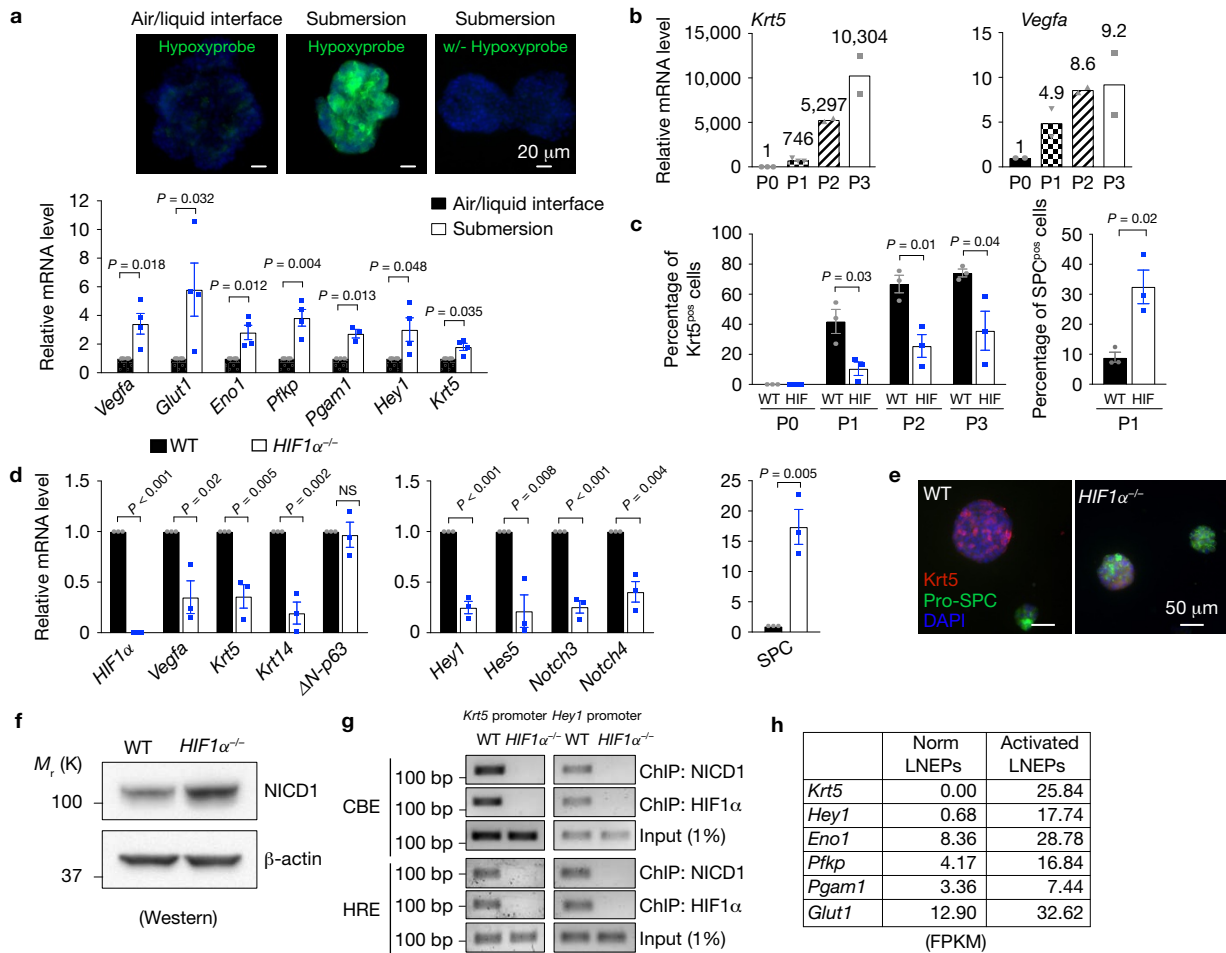 a
Air/liquid interface
Submersion
Submersion
Hypoxyprobe
Hypoxyprobe
w/- Hypoxyprobe
20 μm
Relative mRNA level
12
10
8
6
4
2
0
P = 0.018
P = 0.032
P = 0.012
P = 0.004
P = 0.013
P = 0.048
P = 0.035
Air/liquid interface
Submersion
Vegfa
Glut1
Eno1
Pfkp
Pgam1
Hey1
Krt5
b
Krt5
Relative mRNA level
15,000
10,000
5,000
0
1
746
5,297
10,304
P0 P1 P2 P3
Vegfa
15
10
5
0
1
4.9
8.6
9.2
P0 P1 P2 P3
c
Percentage of
Krt5pos cells
100
80
60
40
20
0
P = 0.03
P = 0.01
P = 0.04
WT HIF WT HIF WT HIF WT HIF
P0 P1 P2 P3
Percentage of SPCpos cells
50
40
30
20
10
0
P = 0.02
WT HIF
P1
WT
HIF1α–/–
d
Relative mRNA level
1.5
1.0
0.5
0
P < 0.001
P = 0.02
P = 0.005
P = 0.002
NS
HIF1α
Vegfa
Krt5
Krt14
ΔN-p63
1.5
1.0
0.5
0
P < 0.001
P = 0.008
P < 0.001
P = 0.004
Hey1
Hes5
Notch3
Notch4
25
20
15
10
5
0
P = 0.005
SPC
e
WT
HIF1α–/–
Krt5
Pro-SPC
DAPI
50 μm
f
WT HIF1α–/–
Mr (K)
100
37
NICD1
β-actin
(Western)
g
Krt5 promoter Hey1 promoter
WT HIF1α–/– WT HIF1α–/–
CBE
100 bp ChIP: NICD1
100 bp ChIP: HIF1α
100 bp Input (1%)
HRE
100 bp ChIP: NICD1
100 bp ChIP: HIF1α
100 bp Input (1%)
h
Norm LNEPs Activated LNEPs
Krt5 0.00 25.84
Hey1 0.68 17.74
Eno1 8.36 28.78
Pfkp 4.17 16.84
Pgam1 3.36 7.44
Glut1 12.90 32.62
(FPKM)